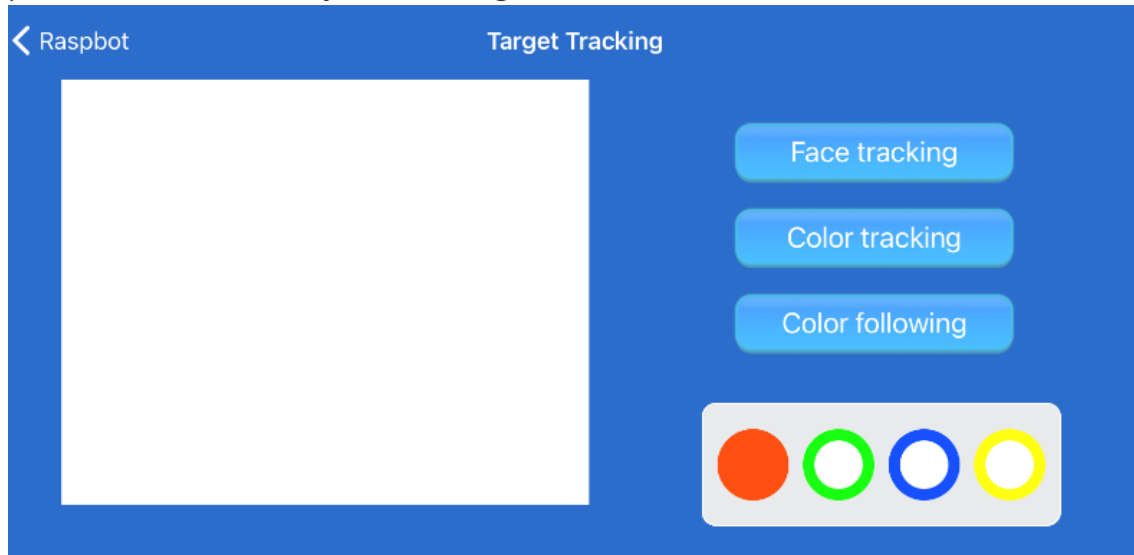 Raspbot
Target Tracking
Face tracking
Color tracking
Color following